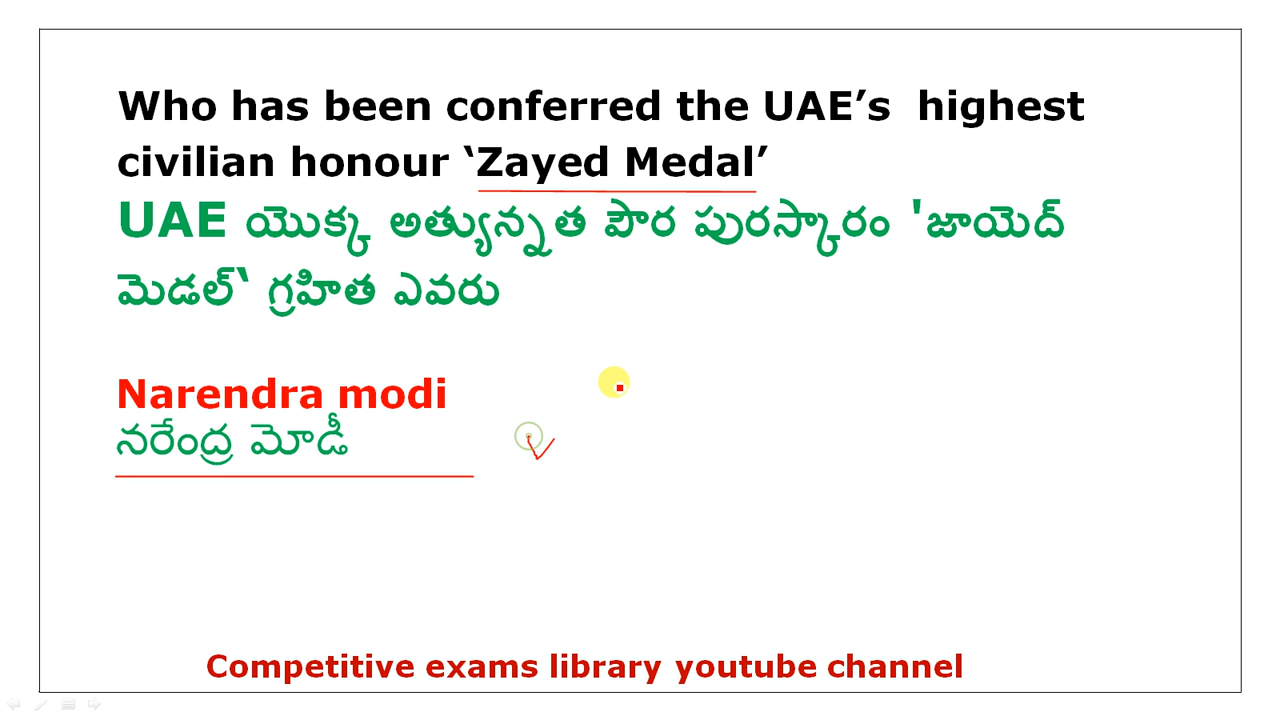 Who has been conferred the UAE’s  highest
civilian honour ‘Zayed Medal’
UAE యొక్క అత్యున్నత పౌర పురస్కారం 'జాయెద్
మెడల్‘ గ్రహిత ఎవరు
Narendra modi
నరేంద్ర మోడీ
Competitive exams library youtube channel